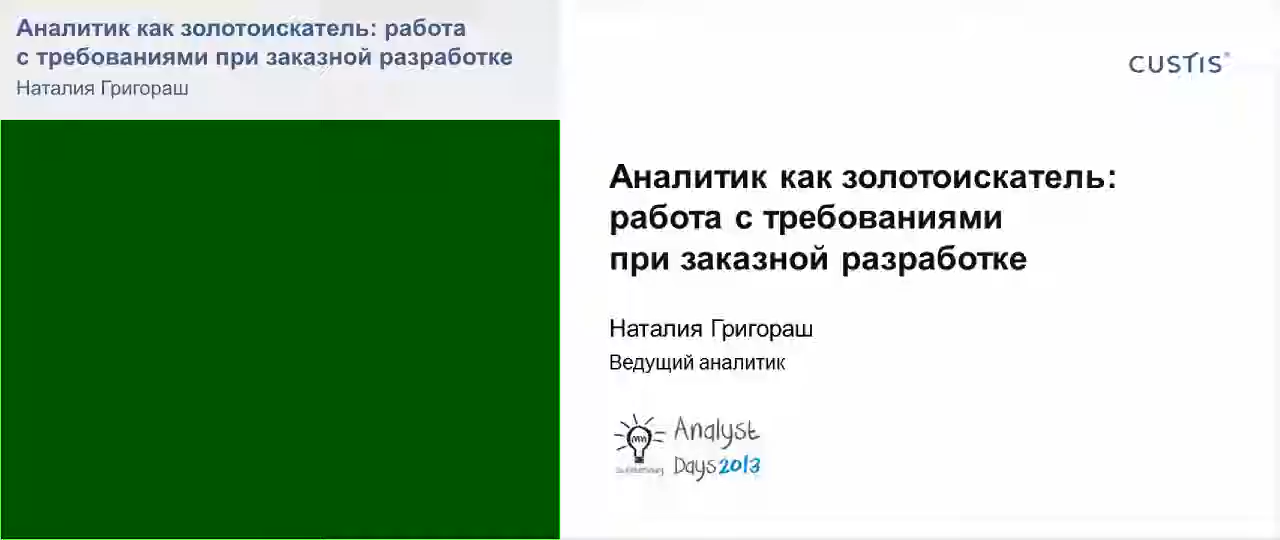 Аналитик как золотоискатель: работа
с требованиями при заказной разработке
Наталия Григораш
CUSTIS
Аналитик как золотоискатель:
работа с требованиями
при заказной разработке
Наталия Григораш
Ведущий аналитик
Analyst
Days 2013